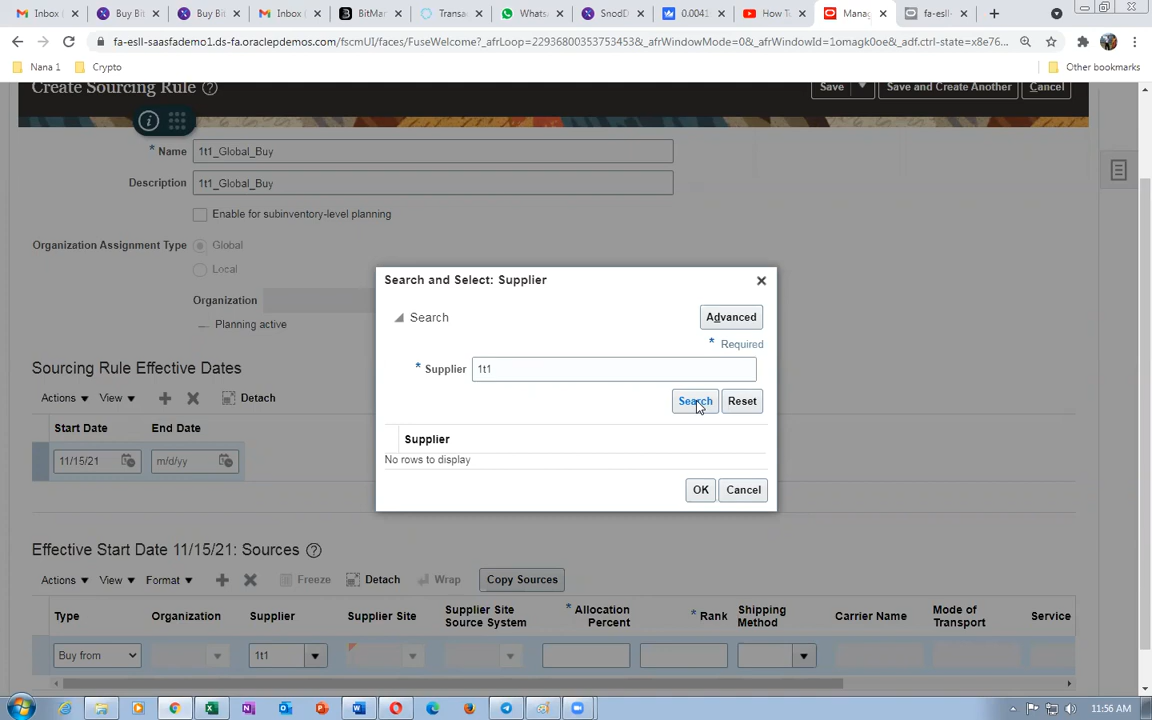 Inbox (
Buy Bit
Buy Bit
Inbox (
BitMar
Transac
Whats
SnodD
0.0041
How To
Manag
fa-esll-
fa-esll-saasfademo1.ds-fa.oraclepdemos.com/fscmUI/faces/FuseWelcome?_afrLoop=229368003537534538&_afrWindowMode=0&_afrWindowId=1omagk0oe&_adf.ctrl-state=x8e76...
Nana 1
Crypto
Other bookmarks
Create Sourcing Rule
Save
Save and Create Another
Cancel
* Name 1t1_Global_Buy
Description 1t1_Global_Buy
Enable for subinventory-level planning
Organization Assignment Type Global
Local
Organization
Planning active
Search and Select: Supplier
Search
Advanced
* Required
* Supplier 1t1
Search Reset
Supplier
No rows to display
OK Cancel
Sourcing Rule Effective Dates
Actions View Detach
Start Date End Date
11/15/21 m/d/yy
Effective Start Date 11/15/21: Sources
Actions View Format Freeze Detach Wrap Copy Sources
Type Organization Supplier Supplier Site Supplier Site Source System * Allocation Percent * Rank Shipping Method Carrier Name Mode of Transport Service
Buy from 1t1
11:56 AM